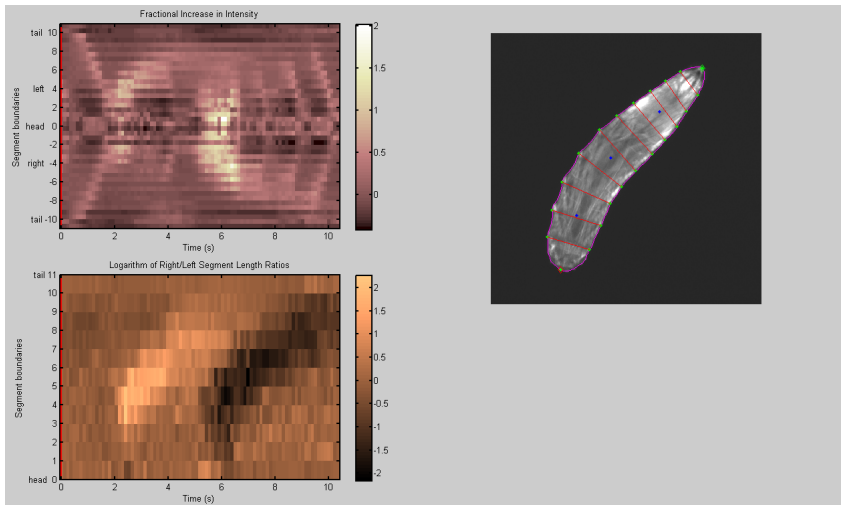 Fractional Increase in Intensity
tail 10
8
6
left 4
2
head 0
-2
right -4
-6
-8
tail -10
0 2 4 6 8 10
Time (s)
Segment boundaries
2
1.5
1
0.5
0
Logarithm of Right/Left Segment Length Ratios
tail 11
10
9
8
7
6
5
4
3
2
1
head 0
0 2 4 6 8 10
Time (s)
Segment boundaries
2
1.5
1
0.5
0
-0.5
-1
-1.5
-2